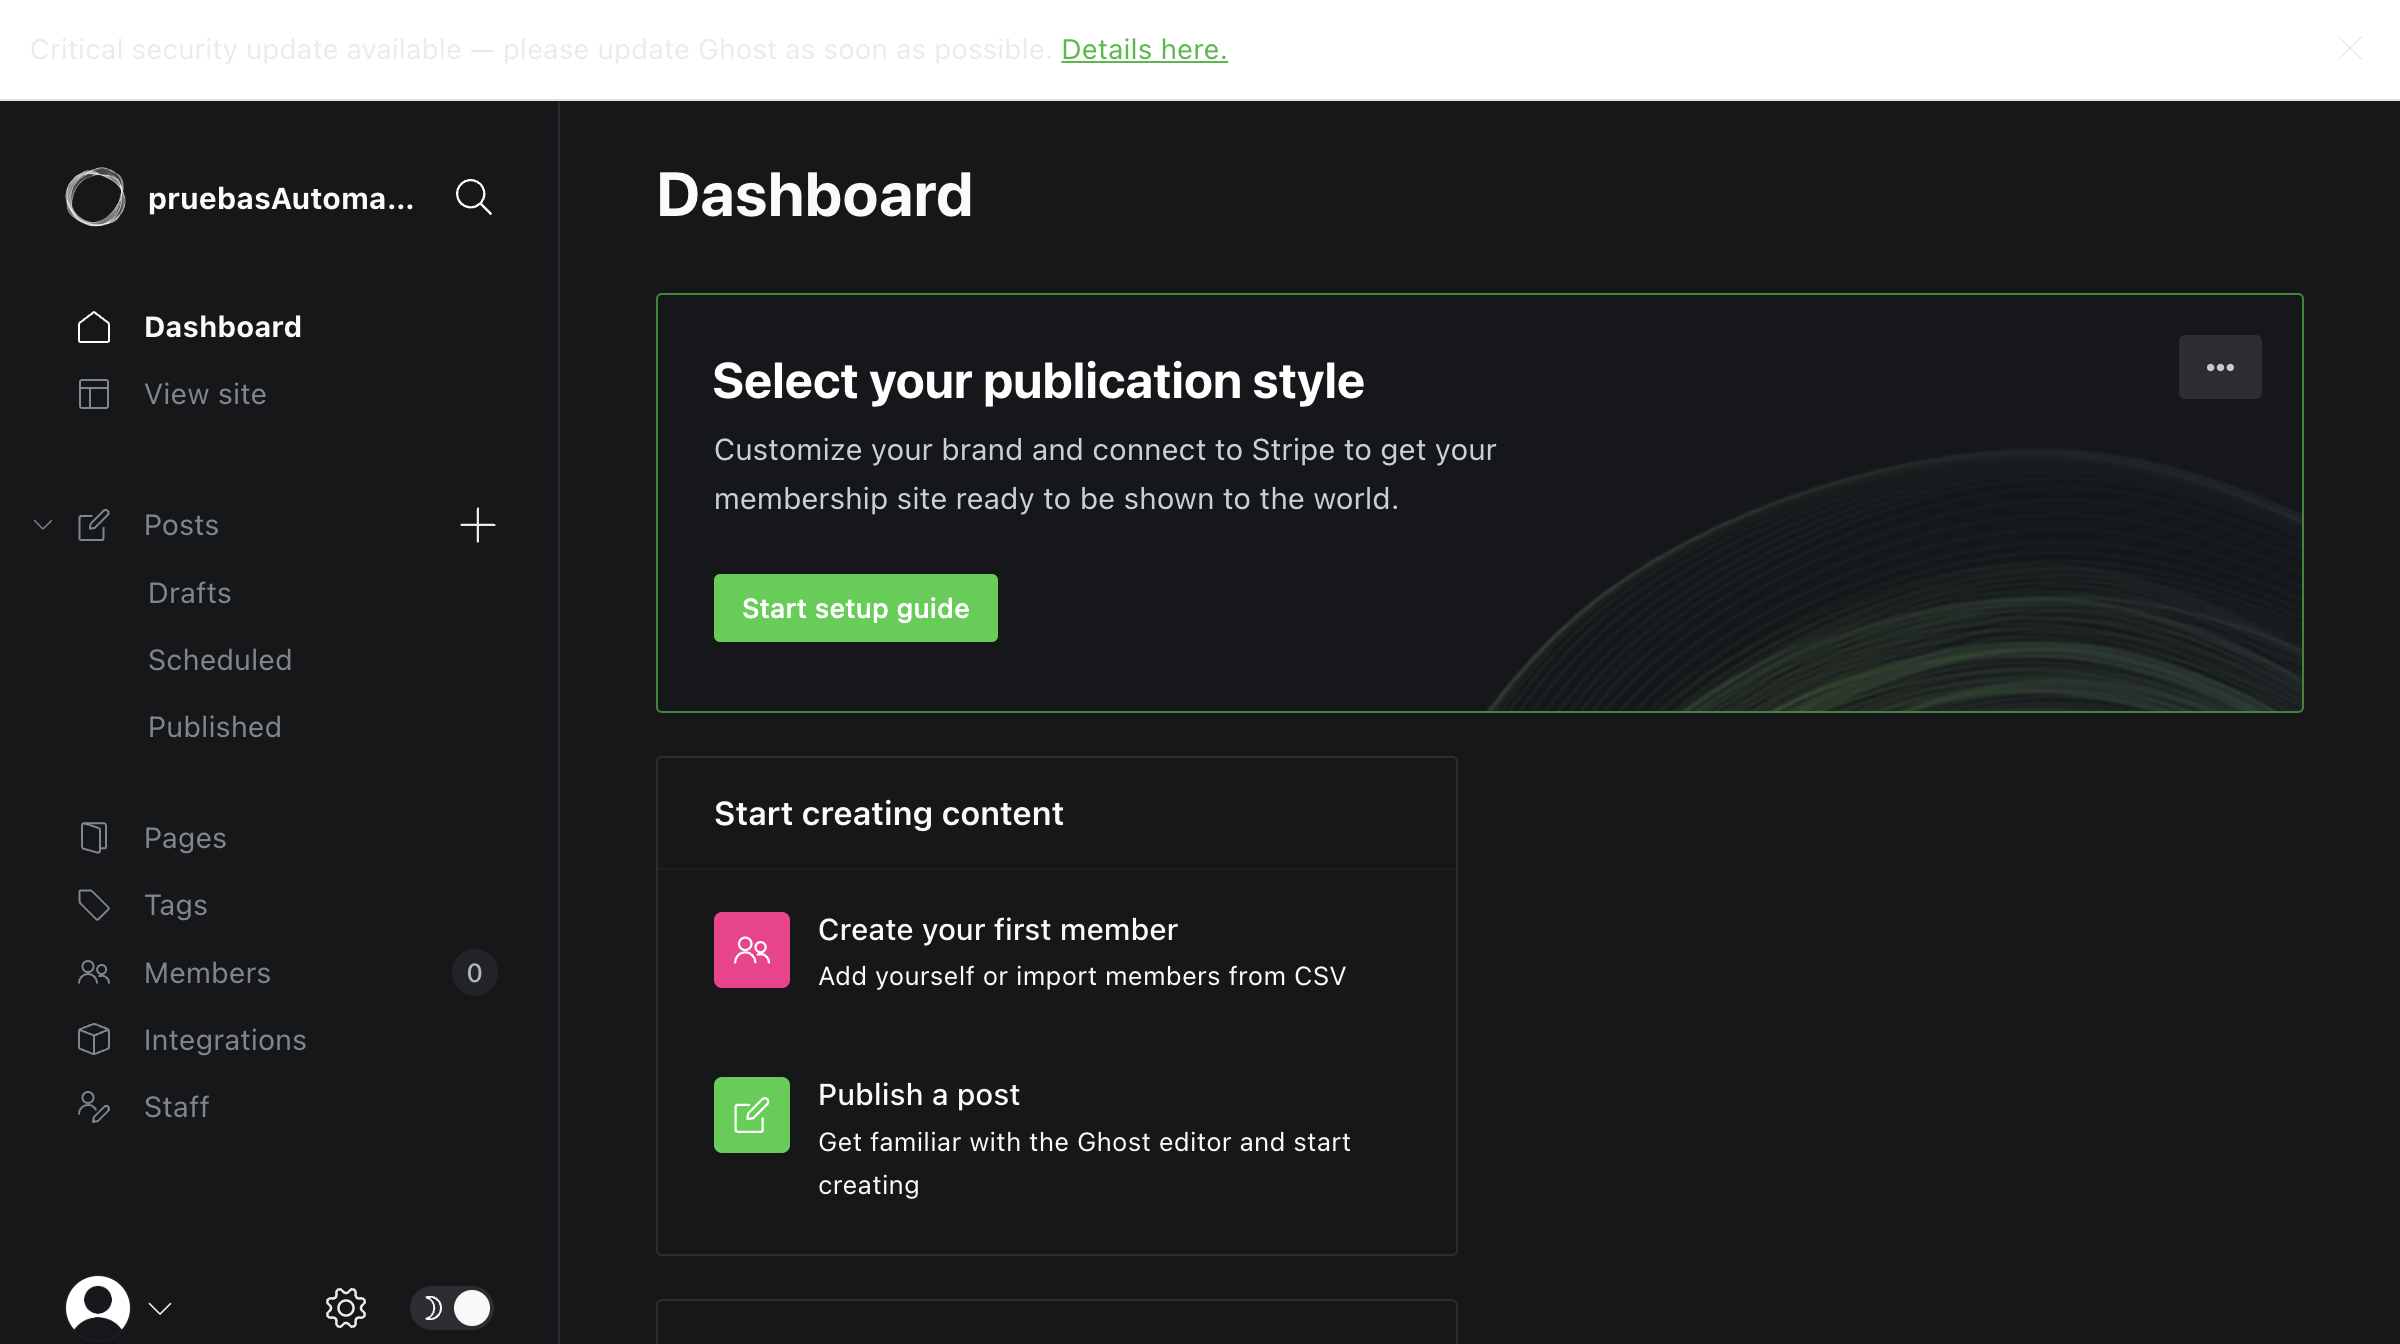 Critical security update available — please update Ghost as soon as possible. Details here.
pruebasAutoma...
Dashboard
View site
Posts
Drafts
Scheduled
Published
Pages
Tags
Members
0
Integrations
Staff
Dashboard
Select your publication style
Customize your brand and connect to Stripe to get your
membership site ready to be shown to the world.
Start setup guide
Start creating content
Create your first member
Add yourself or import members from CSV
Publish a post
Get familiar with the Ghost editor and start
creating